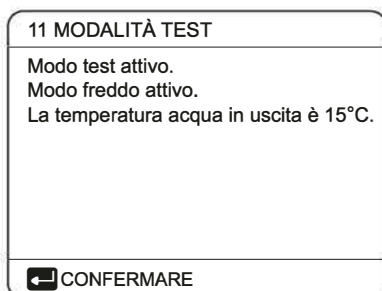 11 MODALITÀ TEST
Modo test attivo.
Modo freddo attivo.
La temperatura acqua in uscita è 15°C.
CONFERMARE